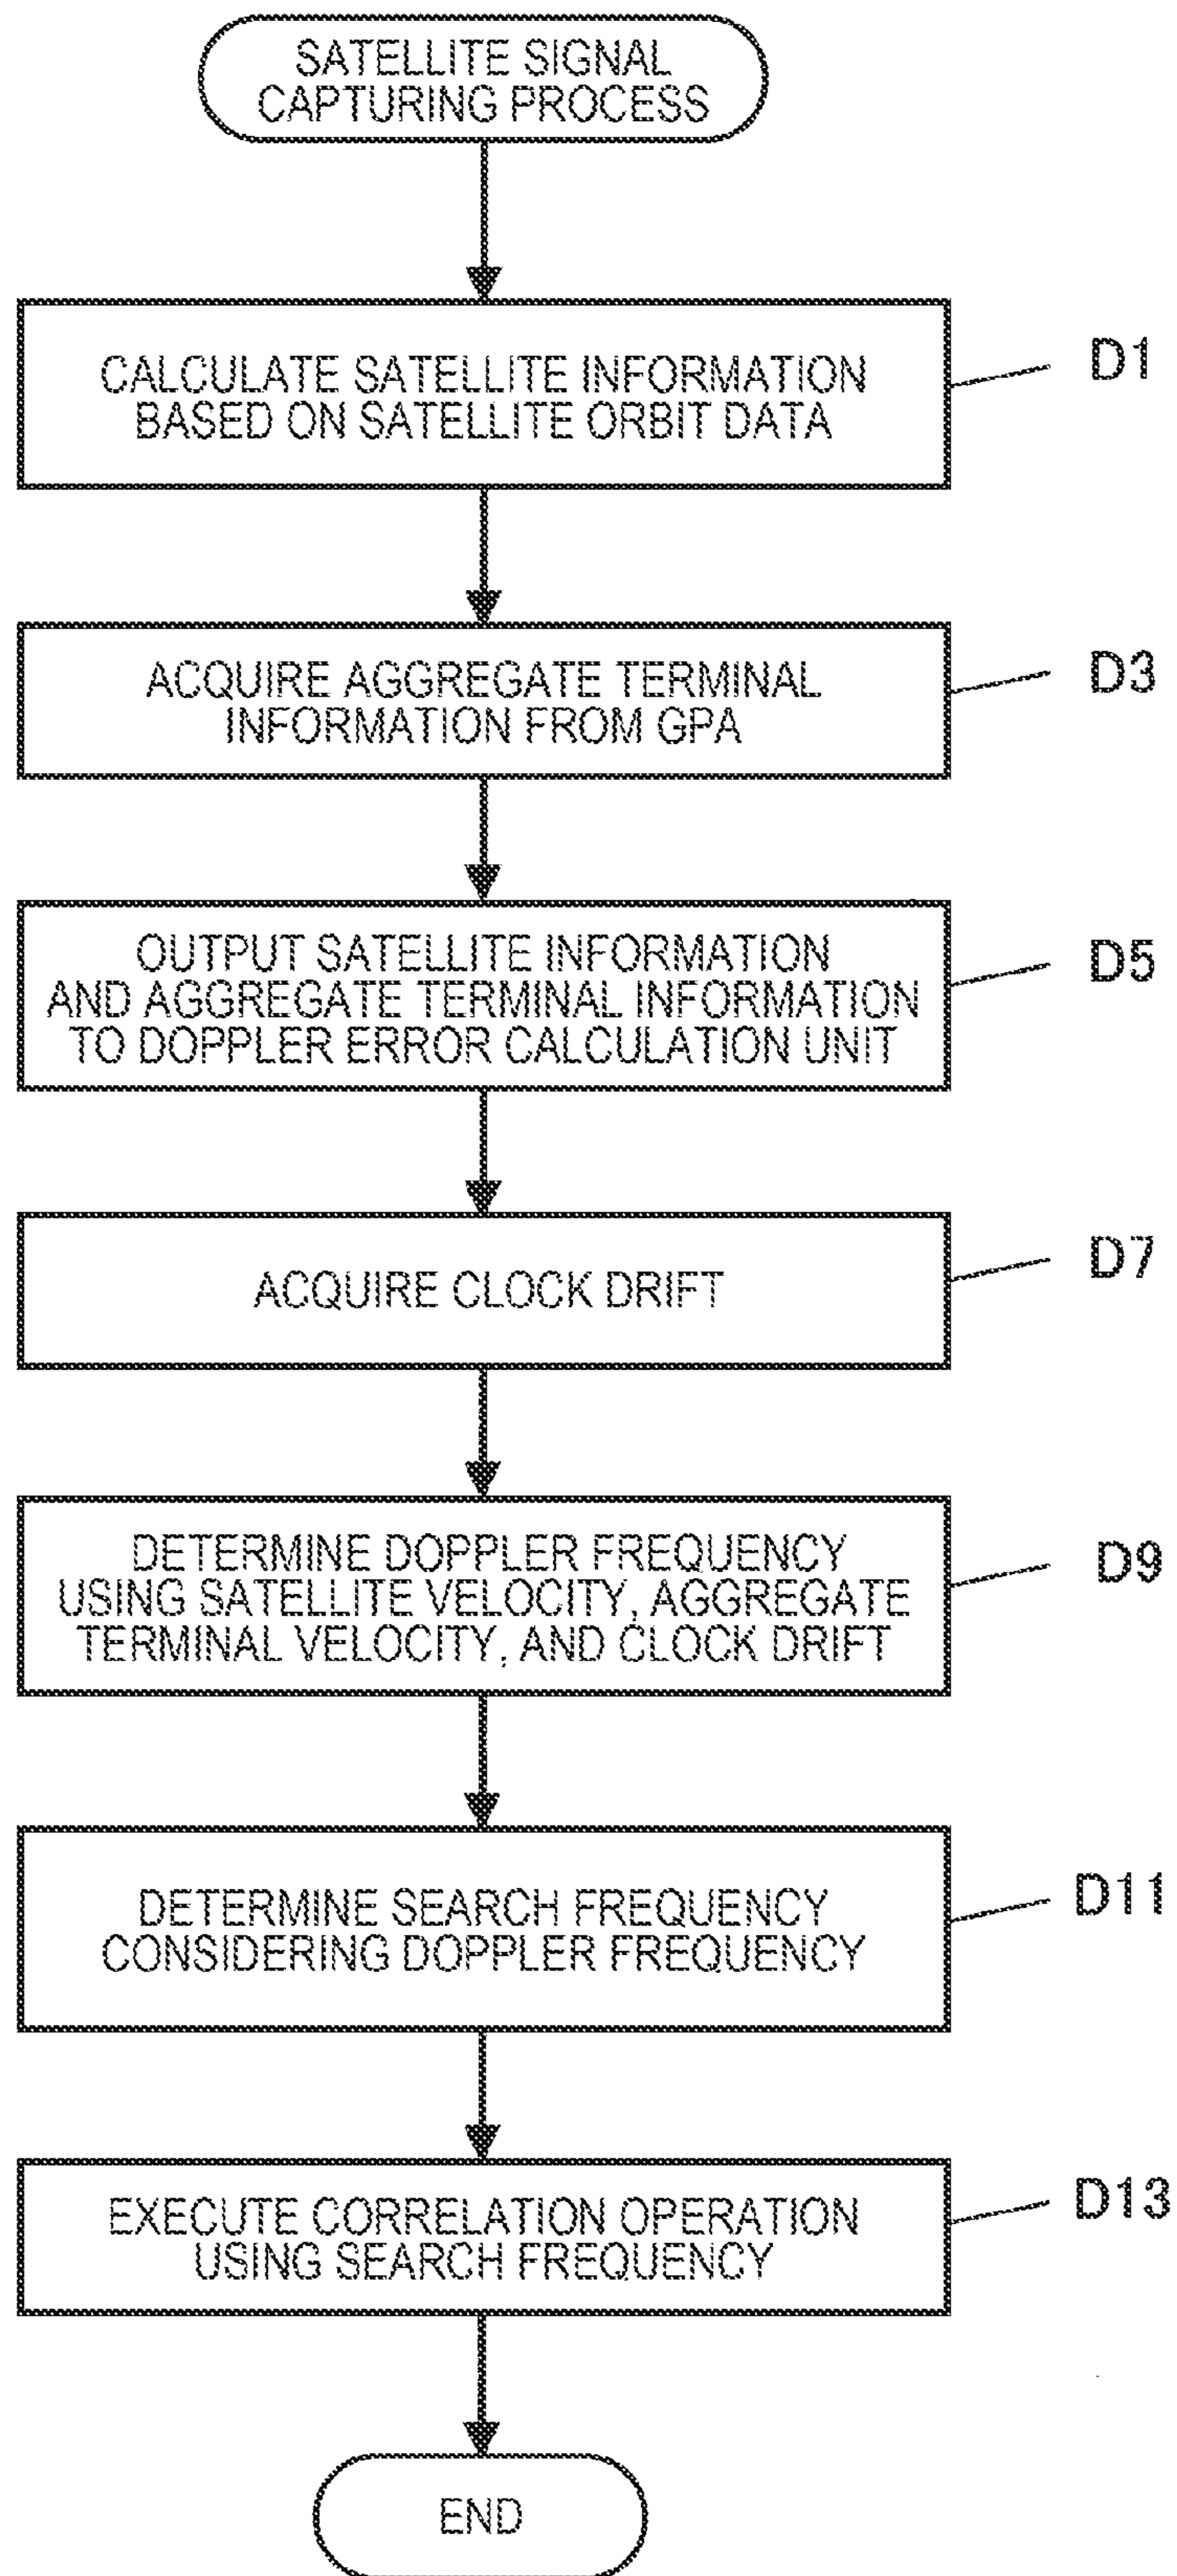 SATELLITE SIGNAL
CAPTURING PROCESS
CALCULATE SATELLITE INFORMATION
BASED ON SATELLITE ORBIT DATA
D1
ACQUIRE AGGREGATE TERMINAL
INFORMATION FROM GPA
D3
OUTPUT SATELLITE INFORMATION
AND AGGREGATE TERMINAL INFORMATION
TO DOPPLER ERROR CALCULATION UNIT
D5
ACQUIRE CLOCK DRIFT
D7
DETERMINE DOPPLER FREQUENCY
USING SATELLITE VELOCITY, AGGREGATE
TERMINAL VELOCITY, AND CLOCK DRIFT
D9
DETERMINE SEARCH FREQUENCY
CONSIDERING DOPPLER FREQUENCY
D11
EXECUTE CORRELATION OPERATION
USING SEARCH FREQUENCY
D13
END